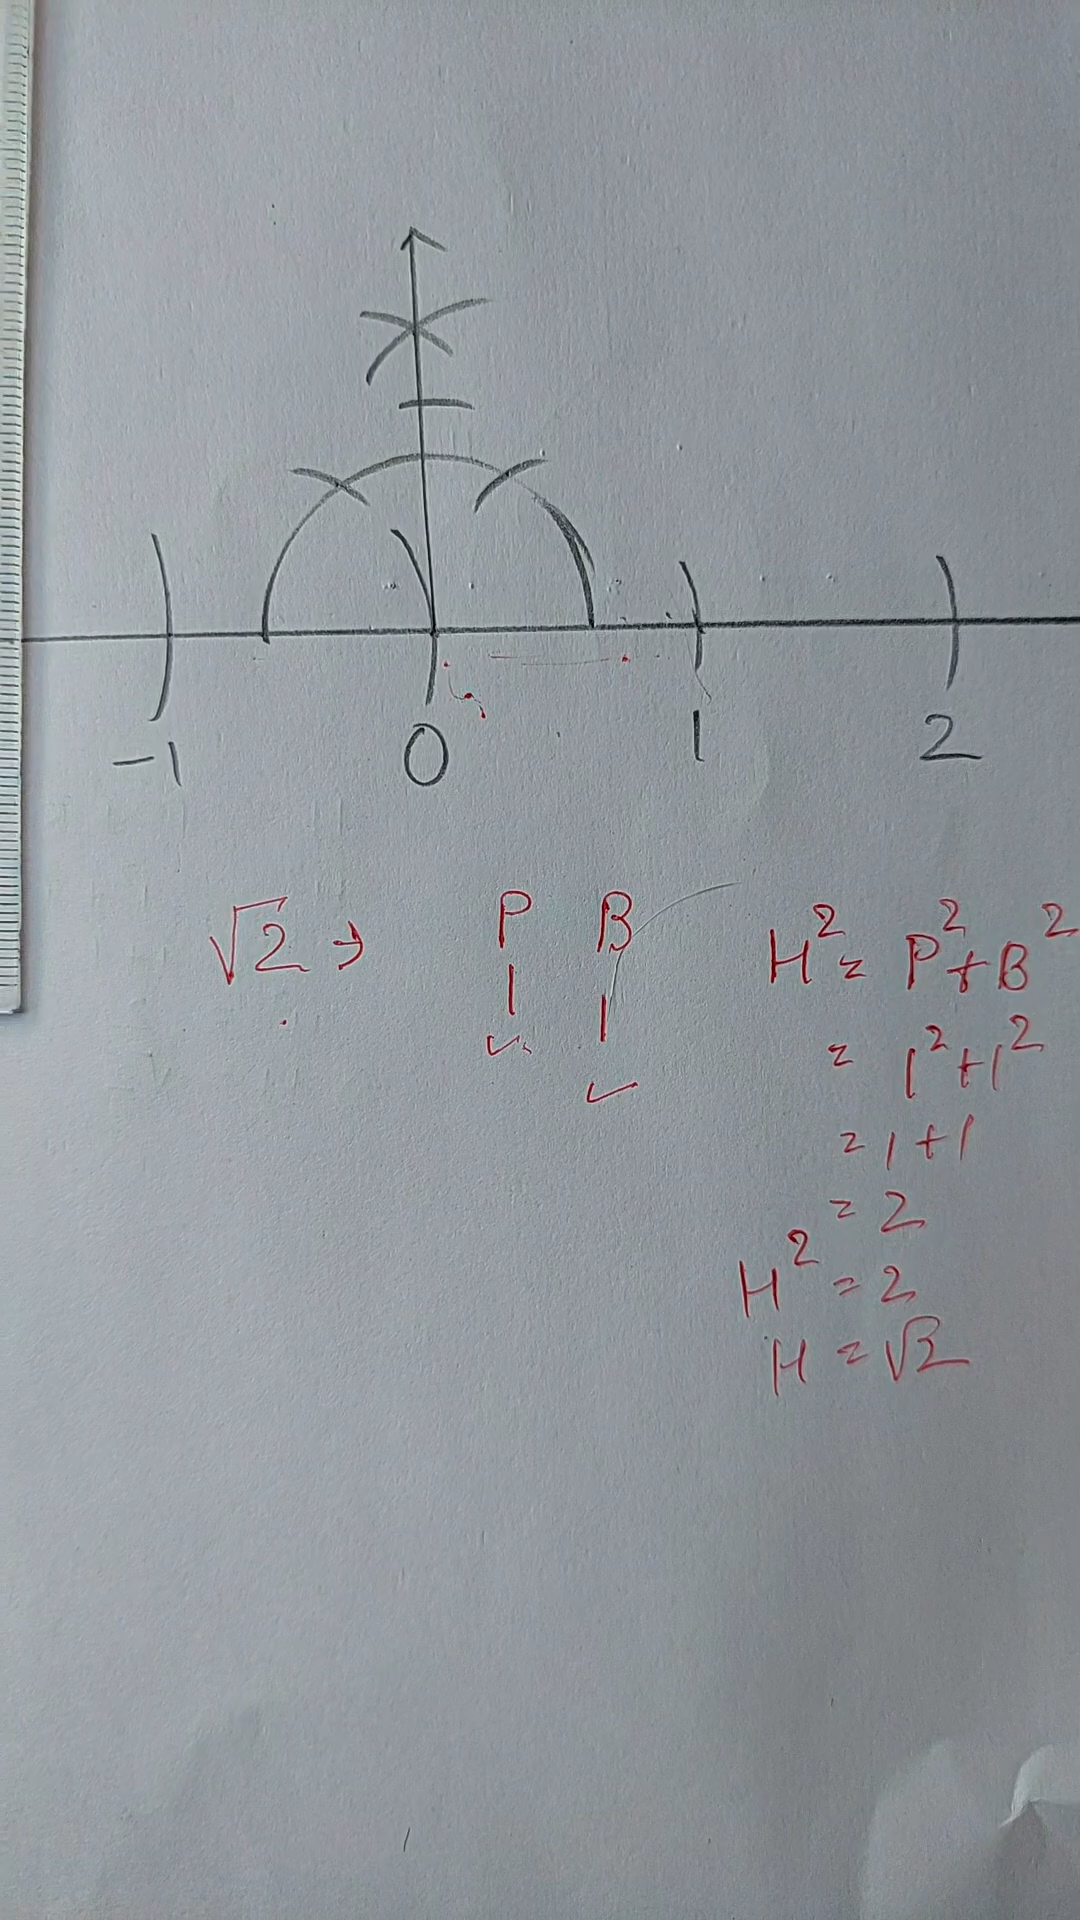 -1 0 1 2
√2 → P B
1 1
H² = P² + B²
= 1² + 1²
= 1 + 1
= 2
H² = 2
H = √2